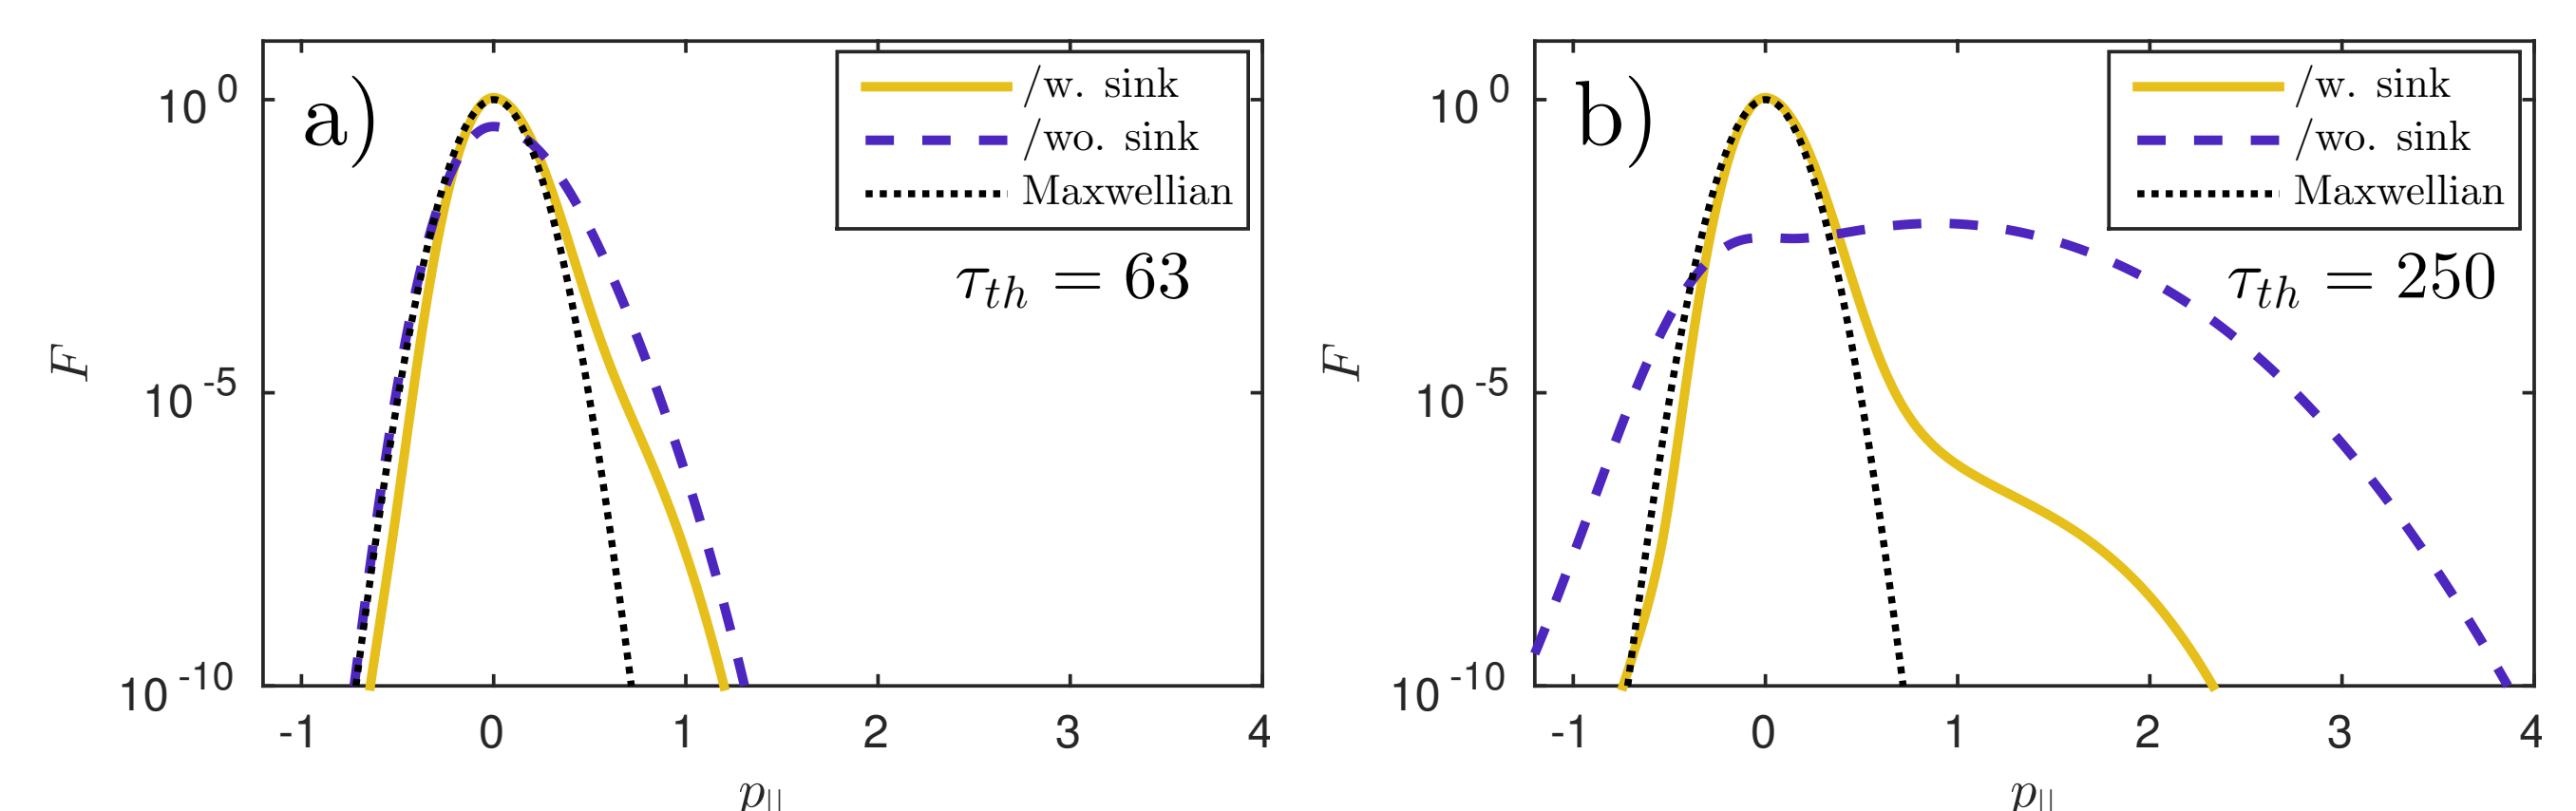 a)
/w. sink
/wo. sink
Maxwellian
τ_th = 63
F
10^0
10^-5
10^-10
-1 0 1 2 3 4
p_||
b)
/w. sink
/wo. sink
Maxwellian
τ_th = 250
F
10^0
10^-5
10^-10
-1 0 1 2 3 4
p_||